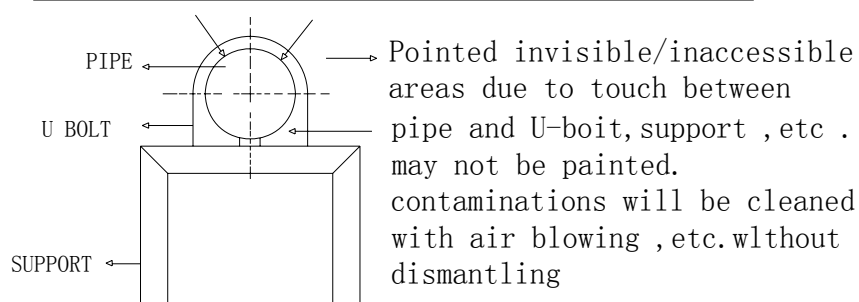 PIPE
U BOLT
SUPPORT
Pointed invisible/inaccessible
areas due to touch between
pipe and U-boit,support ,etc .
may not be painted.
contaminations will be cleaned
with air blowing ,etc.wlthout
dismantling